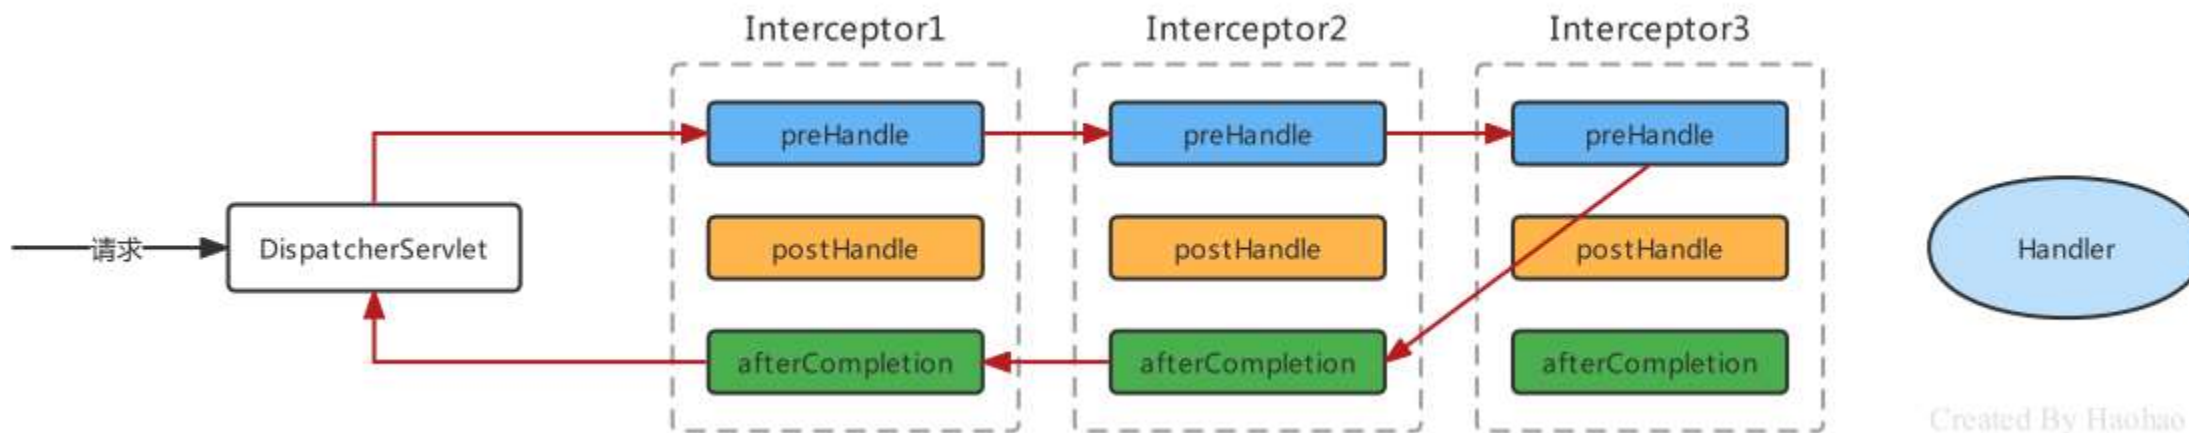 Interceptor1
Interceptor2
Interceptor3
preHandle
preHandle
preHandle
请求
DispatcherServlet
postHandle
postHandle
postHandle
Handler
afterCompletion
afterCompletion
afterCompletion
Created By Haohao